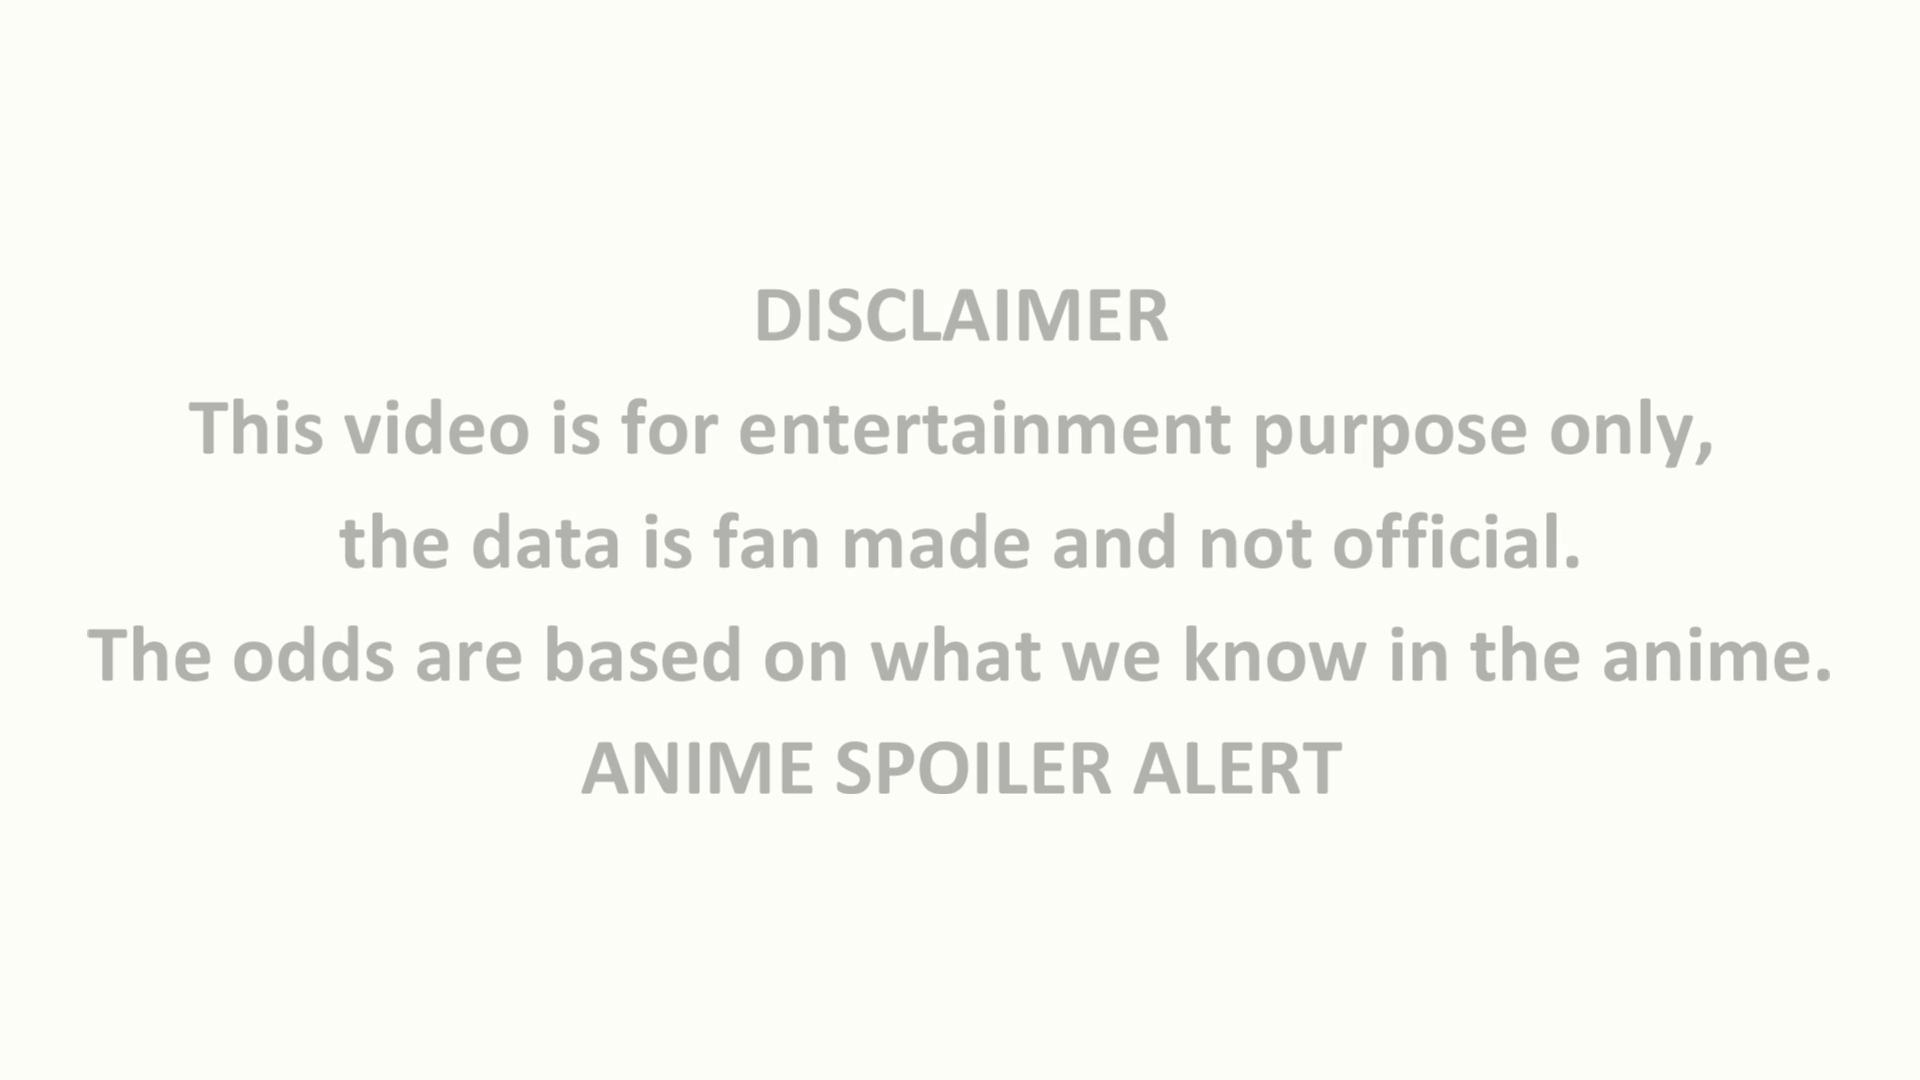 DISCLAIMER
This video is for entertainment purpose only,
the data is fan made and not official.
The odds are based on what we know in the anime.
ANIME SPOILER ALERT